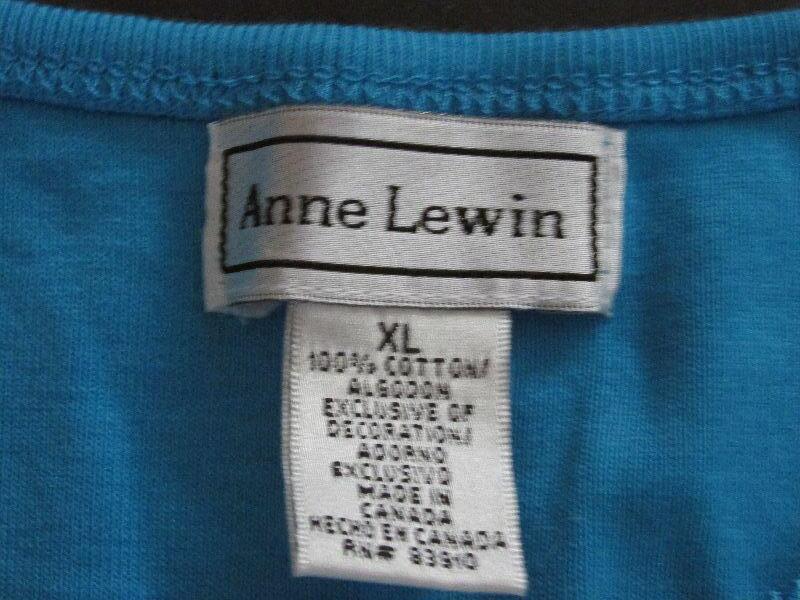 Anne Lewin
XL
100% COTTON/
ALGODON
EXCLUSIVE OF
DECORATION/
ADORNO
EXCLUSIVO
MADE IN
CANADA
HECHO EN CANADA
RN# 83910